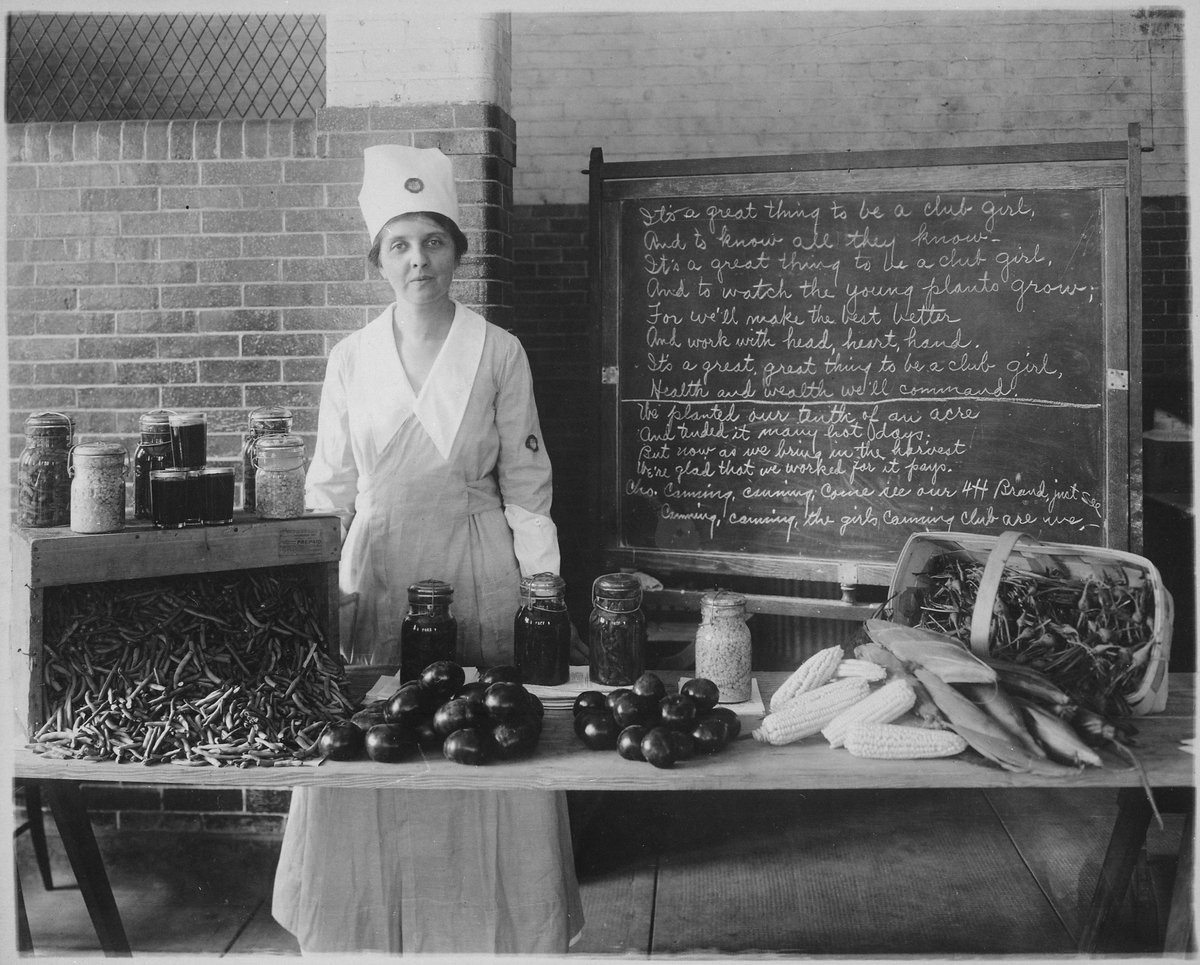 It's a great thing to be a club girl,
And to know all they know -
It's a great thing to be a club girl,
And to watch the young plants grow;
For we'll make the best better
And work with head, heart, hand.
It's a great, great thing to be a club girl,
Health and wealth we'll command.
We planted our tenth of an acre
And tended it many hot days
But now as we bring in the harvest
We're glad that we worked for it pays.
Cho. Canning, canning, come see our 4H Brand, just see
Canning, canning, the girls canning club are we, -